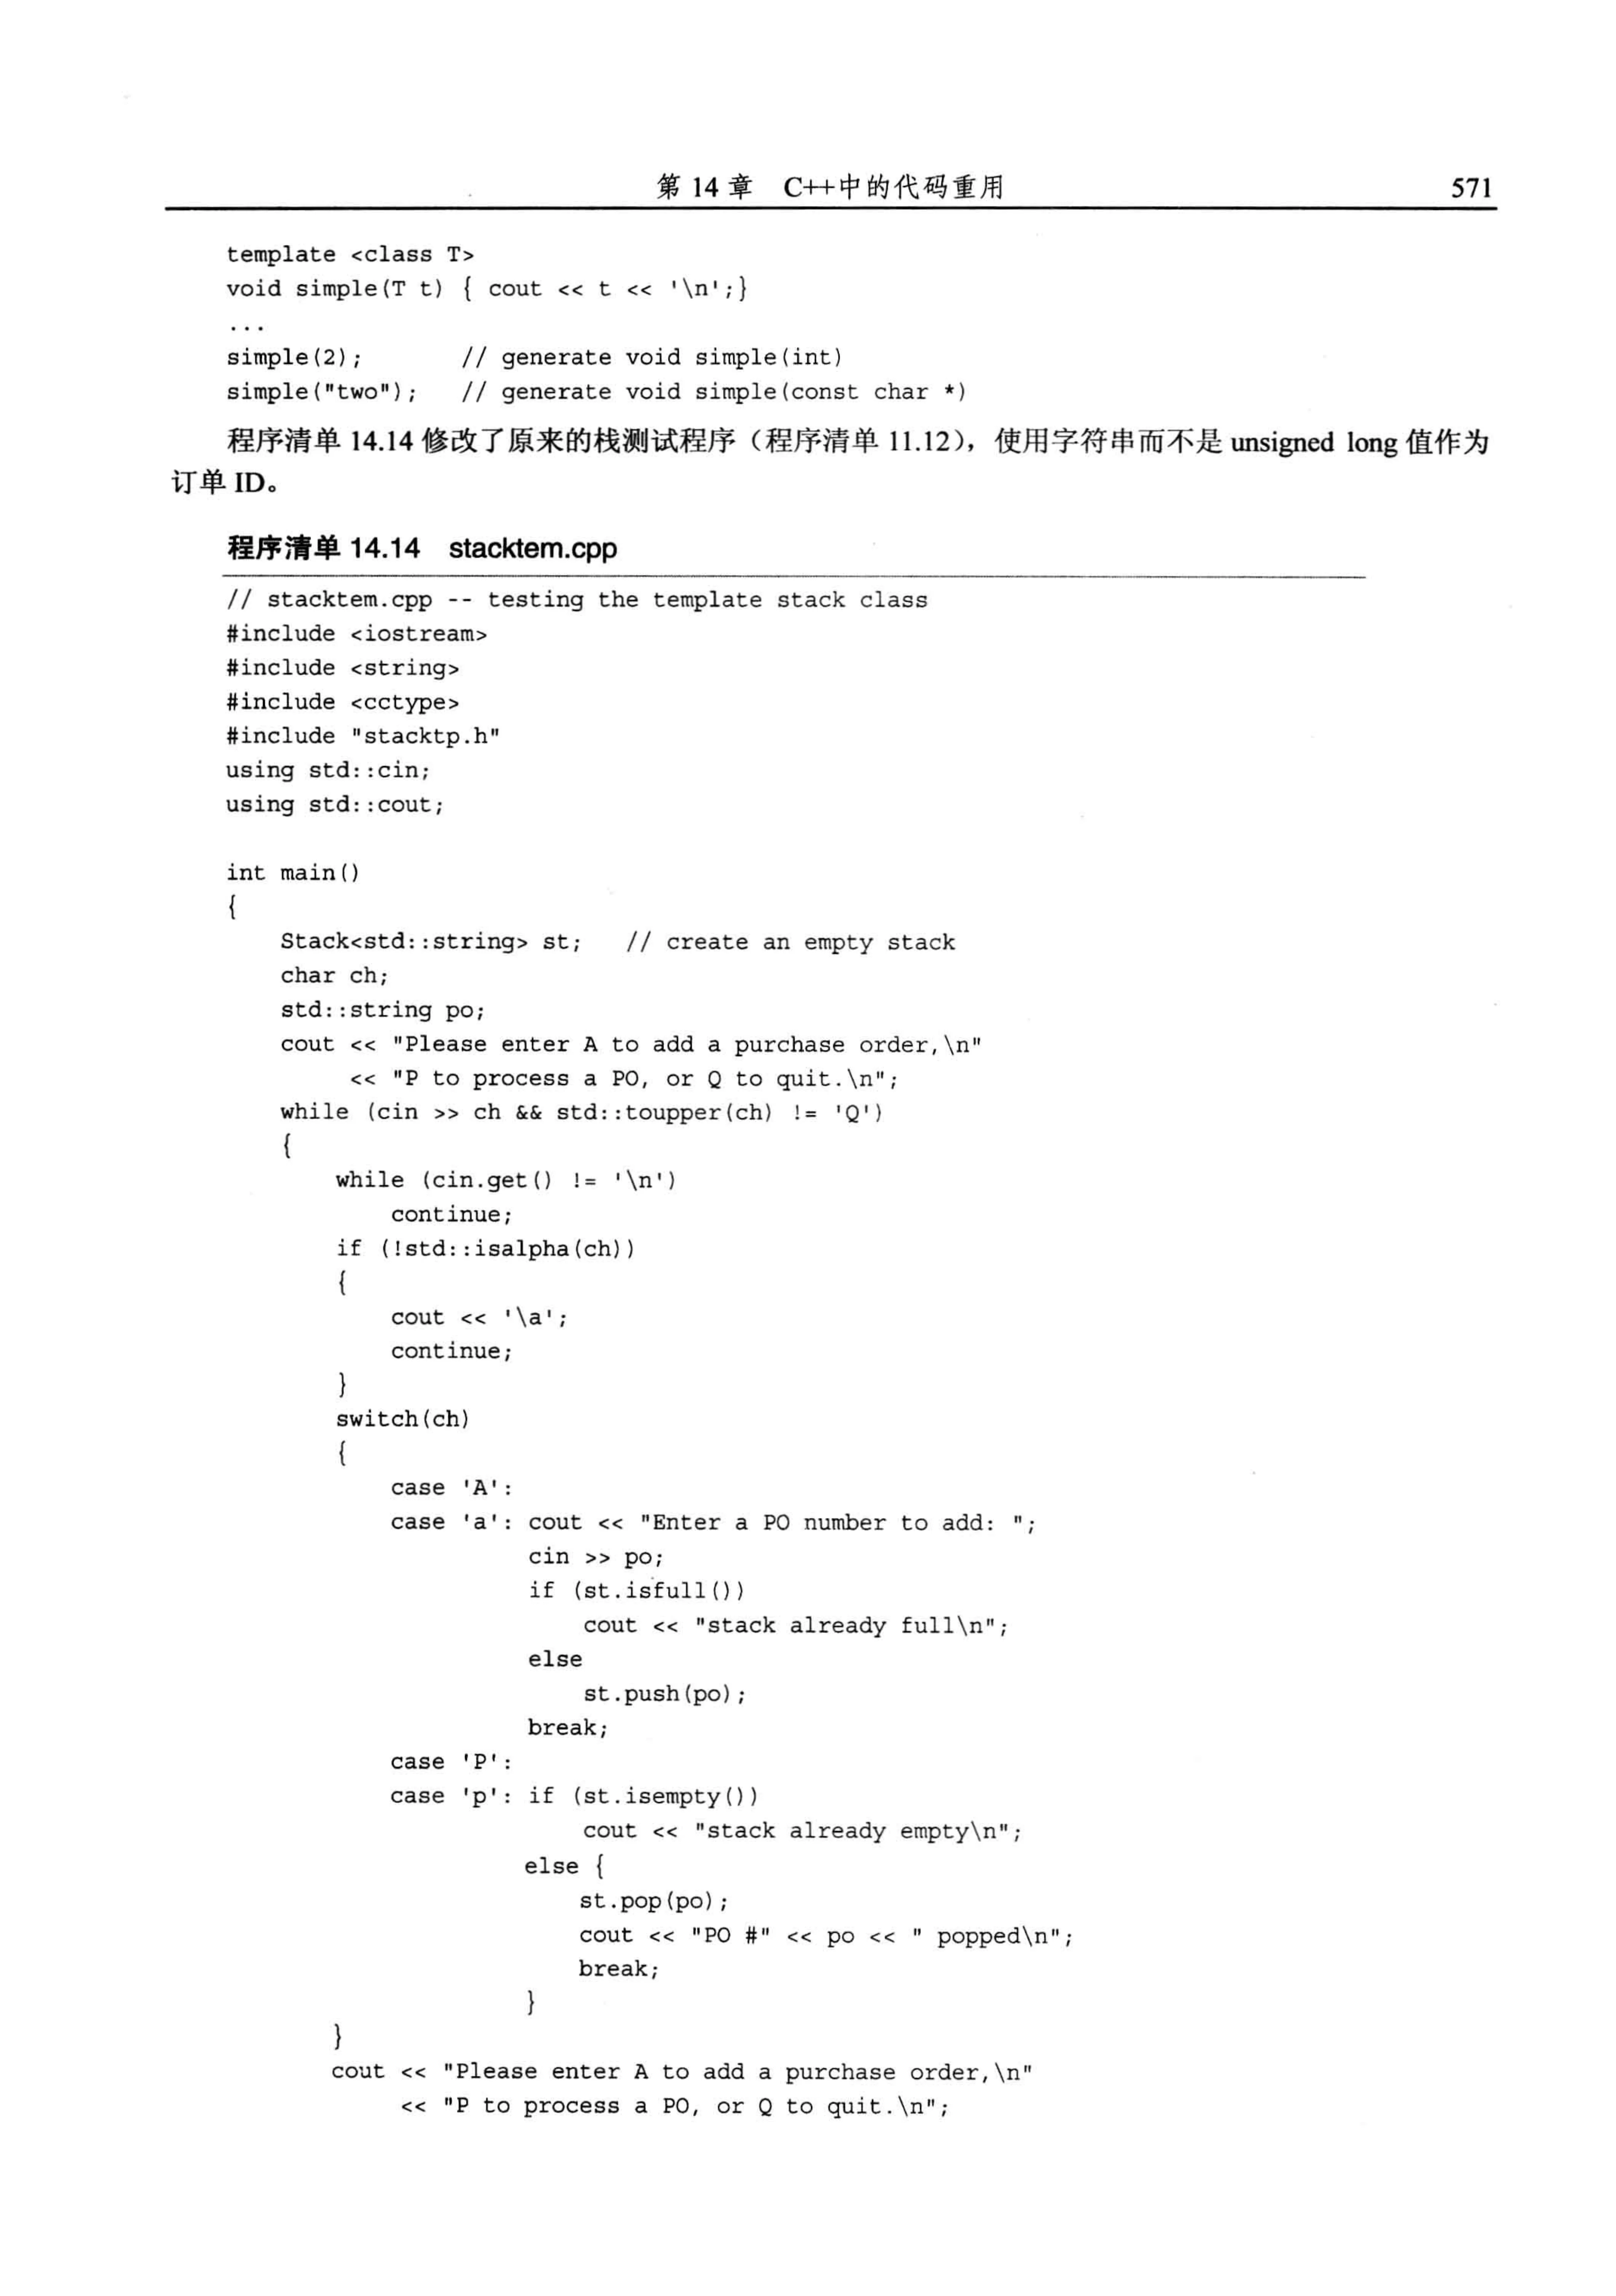 第 14 章 C++中的代码重用 571
template <class T>
void simple(T t) { cout << t << '\n';}
...
simple(2);       // generate void simple(int)
simple("two");   // generate void simple(const char *)
程序清单 14.14 修改了原来的栈测试程序（程序清单 11.12），使用字符串而不是 unsigned long 值作为
订单 ID。
程序清单 14.14 stacktem.cpp
// stacktem.cpp -- testing the template stack class
#include <iostream>
#include <string>
#include <cctype>
#include "stacktp.h"
using std::cin;
using std::cout;
int main()
{
    Stack<std::string> st;   // create an empty stack
    char ch;
    std::string po;
    cout << "Please enter A to add a purchase order,\n"
         << "P to process a PO, or Q to quit.\n";
    while (cin >> ch && std::toupper(ch) != 'Q')
    {
        while (cin.get() != '\n')
            continue;
        if (!std::isalpha(ch))
        {
            cout << '\a';
            continue;
        }
        switch(ch)
        {
            case 'A':
            case 'a': cout << "Enter a PO number to add: ";
                      cin >> po;
                      if (st.isfull())
                          cout << "stack already full\n";
                      else
                          st.push(po);
                      break;
            case 'P':
            case 'p': if (st.isempty())
                          cout << "stack already empty\n";
                      else {
                          st.pop(po);
                          cout << "PO #" << po << " popped\n";
                          break;
                      }
        }
        cout << "Please enter A to add a purchase order,\n"
             << "P to process a PO, or Q to quit.\n";